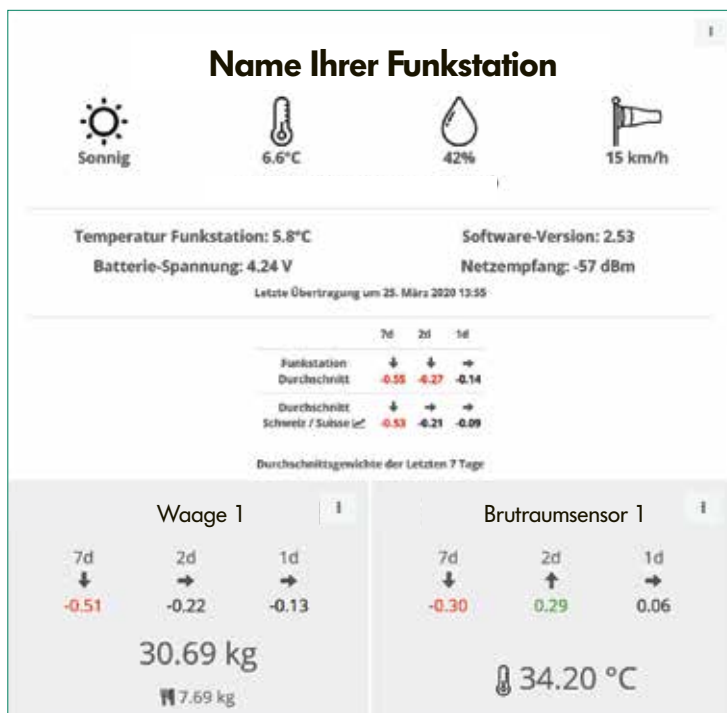 Name Ihrer Funkstation
Sonnig 6.6°C 42% 15 km/h
Temperatur Funkstation: 5.8°C Software-Version: 2.53
Batterie-Spannung: 4.24 V Netzempfang: -57 dBm
Letzte Übertragung um 25. März 2020 13:55
7d 2d 1d
Funkstation
Durchschnitt -0.55 -0.27 -0.14
Durchschnitt
Schweiz / Suisse -0.53 -0.21 -0.09
Durchschnittsgewichte der Letzten 7 Tage
Waage 1
7d 2d 1d
-0.51 -0.22 -0.13
30.69 kg
7.69 kg
Brutraumsensor 1
7d 2d 1d
-0.30 0.29 0.06
34.20 °C